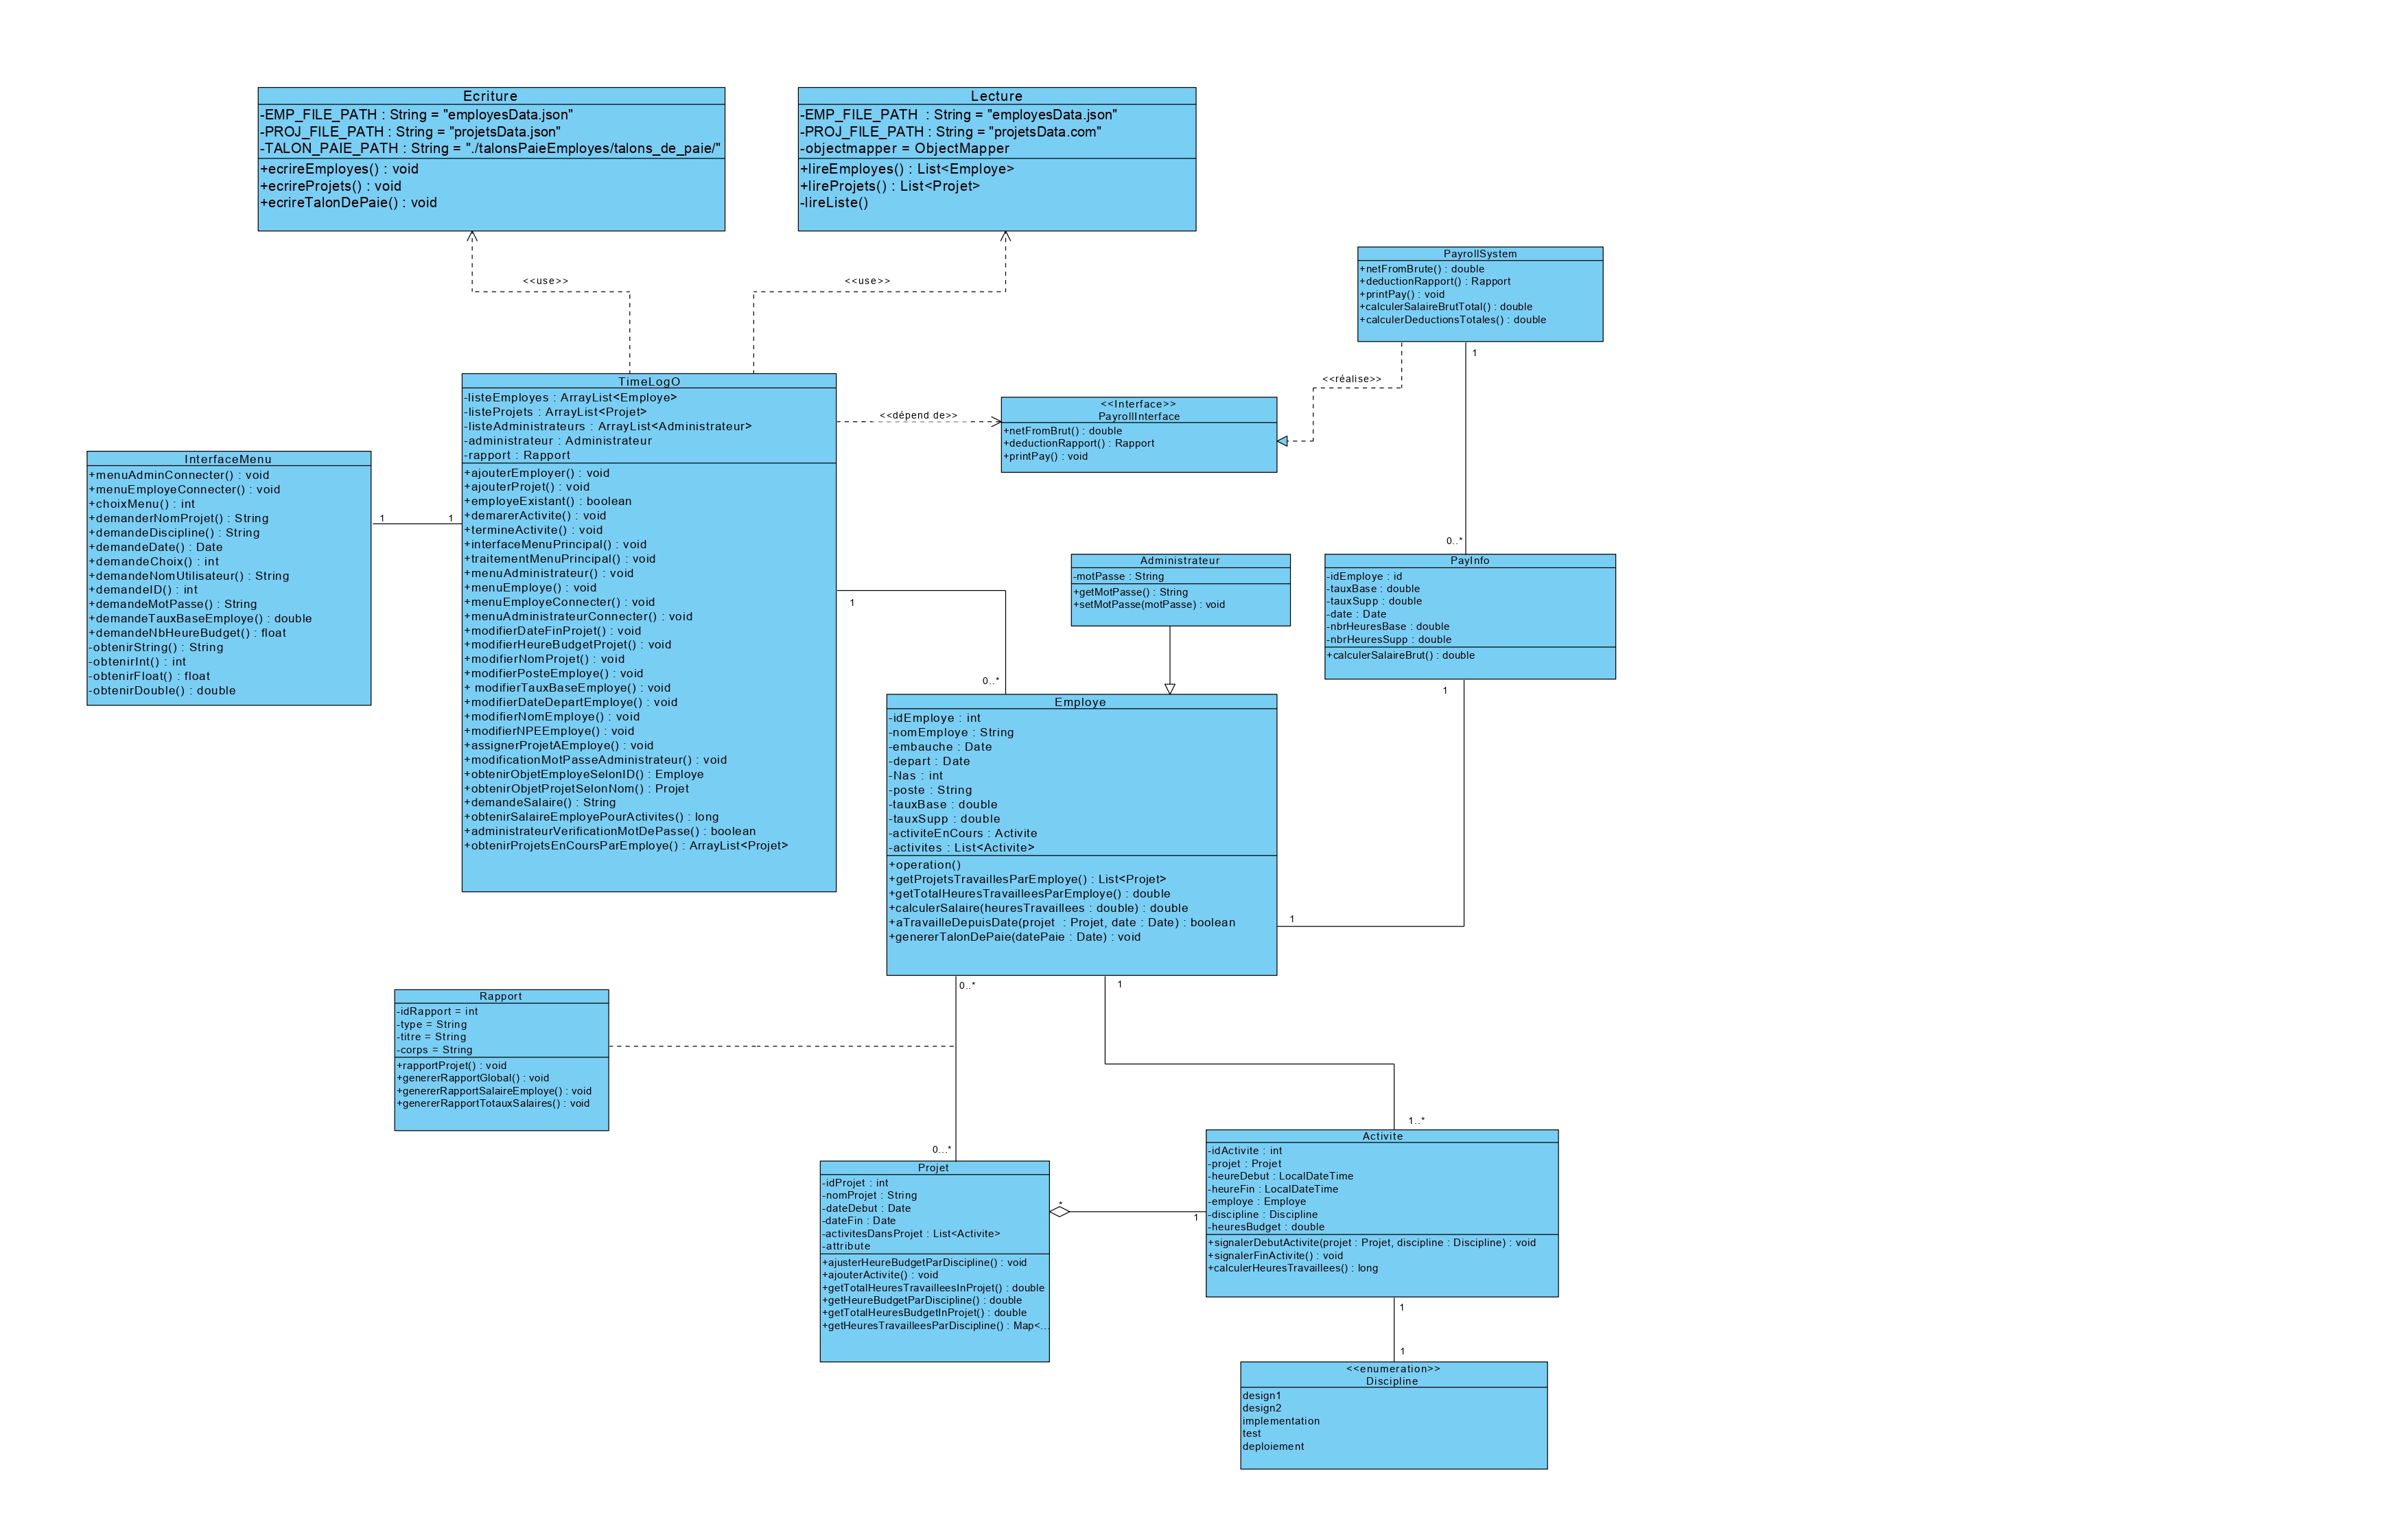 Ecriture
-EMP_FILE_PATH : String = "employesData.json"
-PROJ_FILE_PATH : String = "projetsData.json"
-TALON_PAIE_PATH : String = "./talonsPaieEmployes/talons_de_paie/"
+ecrireEmployes() : void
+ecrireProjets() : void
+ecrireTalonDePaie() : void
Lecture
-EMP_FILE_PATH : String = "employesData.json"
-PROJ_FILE_PATH : String = "projetsData.com"
-objectmapper = ObjectMapper
+lireEmployes() : List<Employe>
+lireProjets() : List<Projet>
-lireListe()
<<use>>
<<use>>
PayrollSystem
+netFromBrute() : double
+deductionRapport() : Rapport
+printPay() : void
+calculerSalaireBrutTotal() : double
+calculerDeductionsTotales() : double
1
<<réalise>>
0..*
TimeLogO
-listeEmployes : ArrayList<Employe>
-listeProjets : ArrayList<Projet>
-listeAdministrateurs : ArrayList<Administrateur>
-administrateur : Administrateur
-rapport : Rapport
+ajouterEmployer() : void
+ajouterProjet() : void
+employeExistant() : boolean
+demarerActivite() : void
+termineActivite() : void
+interfaceMenuPrincipal() : void
+traitementMenuPrincipal() : void
+menuAdministrateur() : void
+menuEmploye() : void
+menuEmployeConnecter() : void
+menuAdministrateurConnecter() : void
+modifierDateFinProjet() : void
+modifierHeureBudgetProjet() : void
+modifierNomProjet() : void
+modifierPosteEmploye() : void
+ modifierTauxBaseEmploye() : void
+modifierDateDepartEmploye() : void
+modifierNomEmploye() : void
+modifierNPEEmploye() : void
+assignerProjetAEmploye() : void
+modificationMotPasseAdministrateur() : void
+obtenirObjetEmployeSelonID() : Employe
+obtenirObjetProjetSelonNom() : Projet
+demandeSalaire() : String
+obtenirSalaireEmployePourActivites() : long
+administrateurVerificationMotDePasse() : boolean
+obtenirProjetsEnCoursParEmploye() : ArrayList<Projet>
<<dépend de>>
<<Interface>>
PayrollInterface
+netFromBrut() : double
+deductionRapport() : Rapport
+printPay() : void
InterfaceMenu
+menuAdminConnecter() : void
+menuEmployeConnecter() : void
+choixMenu() : int
+demanderNomProjet() : String
+demandeDiscipline() : String
+demandeDate() : Date
+demandeChoix() : int
+demandeNomUtilisateur() : String
+demandeID() : int
+demandeMotPasse() : String
+demandeTauxBaseEmploye() : double
+demandeNbHeureBudget() : float
-obtenirString() : String
-obtenirInt() : int
-obtenirFloat() : float
-obtenirDouble() : double
1
1
1
0..*
Administrateur
-motPasse : String
+getMotPasse() : String
+setMotPasse(motPasse) : void
PayInfo
-idEmploye : id
-tauxBase : double
-tauxSupp : double
-date : Date
-nbrHeuresBase : double
-nbrHeuresSupp : double
+calculerSalaireBrut() : double
1
1
Employe
-idEmploye : int
-nomEmploye : String
-embauche : Date
-depart : Date
-Nas : int
-poste : String
-tauxBase : double
-tauxSupp : double
-activiteEnCours : Activite
-activites : List<Activite>
+operation()
+getProjetsTravaillesParEmploye() : List<Projet>
+getTotalHeuresTravailleesParEmploye() : double
+calculerSalaire(heuresTravaillees : double) : double
+aTravailleDepuisDate(projet : Projet, date : Date) : boolean
+genererTalonDePaie(datePaie : Date) : void
0..*
1
Rapport
-idRapport = int
-type = String
-titre = String
-corps = String
+rapportProjet() : void
+genererRapportGlobal() : void
+genererRapportSalaireEmploye() : void
+genererRapportTotauxSalaires() : void
0...*
1..*
Projet
-idProjet : int
-nomProjet : String
-dateDebut : Date
-dateFin : Date
-activitesDansProjet : List<Activite>
-attribute
+ajusterHeureBudgetParDiscipline() : void
+ajouterActivite() : void
+getTotalHeuresTravailleesInProjet() : double
+getHeureBudgetParDiscipline() : double
+getTotalHeuresBudgetInProjet() : double
+getHeuresTravailleesParDiscipline() : Map<...
*
1
Activite
-idActivite : int
-projet : Projet
-heureDebut : LocalDateTime
-heureFin : LocalDateTime
-employe : Employe
-discipline : Discipline
-heuresBudget : double
+signalerDebutActivite(projet : Projet, discipline : Discipline) : void
+signalerFinActivite() : void
+calculerHeuresTravaillees() : long
1
1
<<enumeration>>
Discipline
design1
design2
implementation
test
deploiement